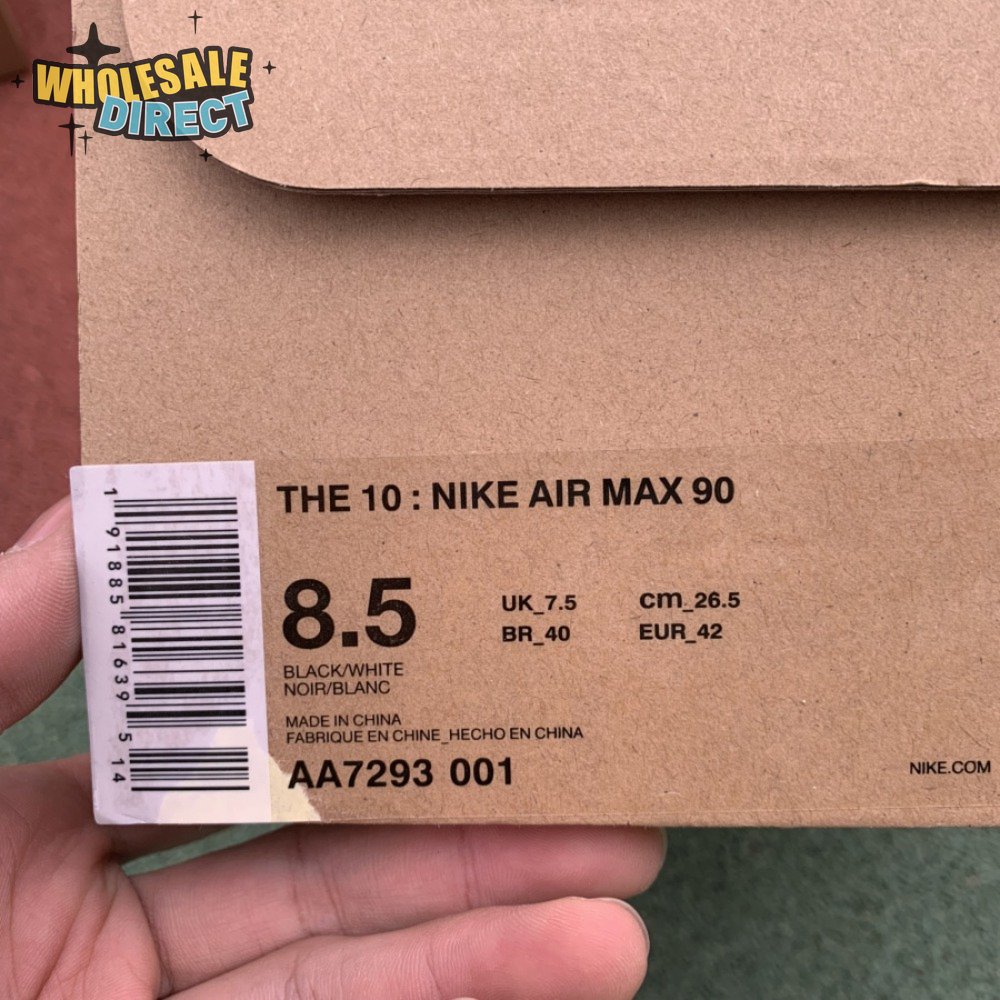 WHOLESALE
DIRECT
THE 10 : NIKE AIR MAX 90
8.5
UK_7.5 cm_26.5
BR_40 EUR_42
BLACK/WHITE
NOIR/BLANC
MADE IN CHINA
FABRIQUE EN CHINE_HECHO EN CHINA
AA7293 001
NIKE.COM
1 91885 81639 5 14